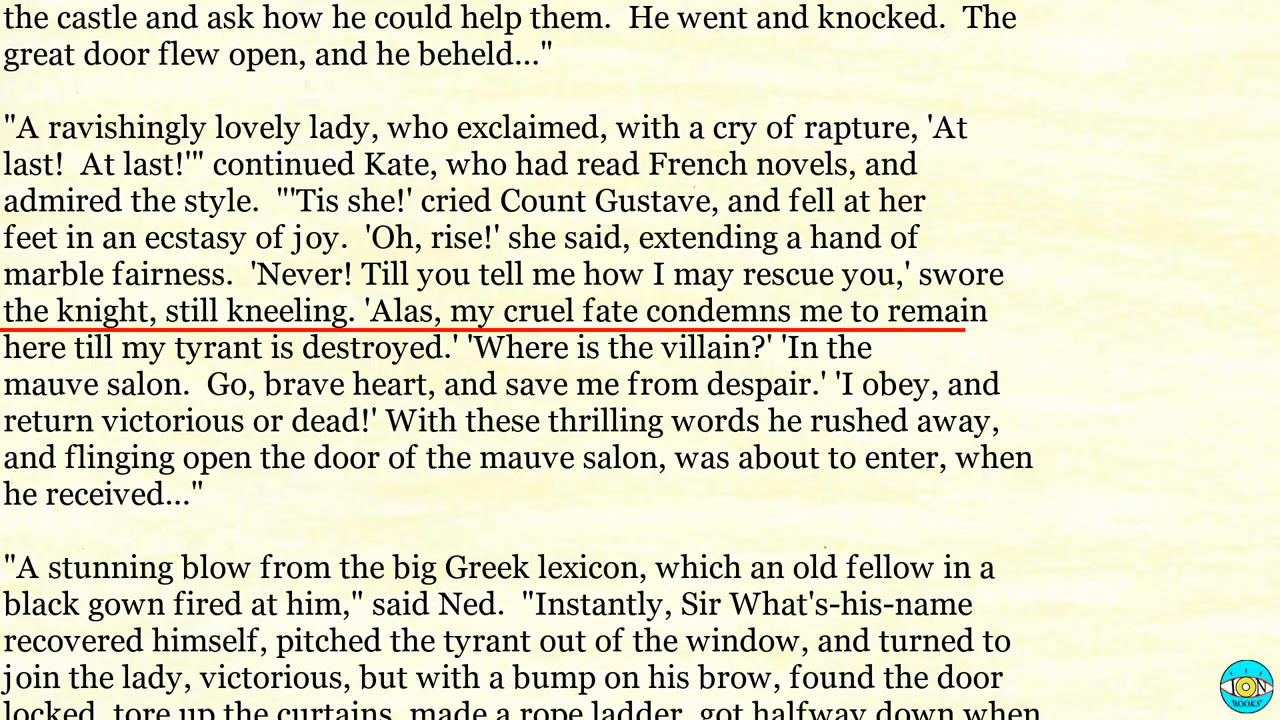 the castle and ask how he could help them.  He went and knocked.  The
great door flew open, and he beheld..."
"A ravishingly lovely lady, who exclaimed, with a cry of rapture, 'At
last!  At last!'" continued Kate, who had read French novels, and
admired the style.  "'Tis she!' cried Count Gustave, and fell at her
feet in an ecstasy of joy.  'Oh, rise!' she said, extending a hand of
marble fairness.  'Never! Till you tell me how I may rescue you,' swore
the knight, still kneeling. 'Alas, my cruel fate condemns me to remain
here till my tyrant is destroyed.' 'Where is the villain?' 'In the
mauve salon.  Go, brave heart, and save me from despair.' 'I obey, and
return victorious or dead!' With these thrilling words he rushed away,
and flinging open the door of the mauve salon, was about to enter, when
he received..."
"A stunning blow from the big Greek lexicon, which an old fellow in a
black gown fired at him," said Ned.  "Instantly, Sir What's-his-name
recovered himself, pitched the tyrant out of the window, and turned to
join the lady, victorious, but with a bump on his brow, found the door
locked, tore up the curtains, made a rope ladder, got halfway down when
ION
BOOKS